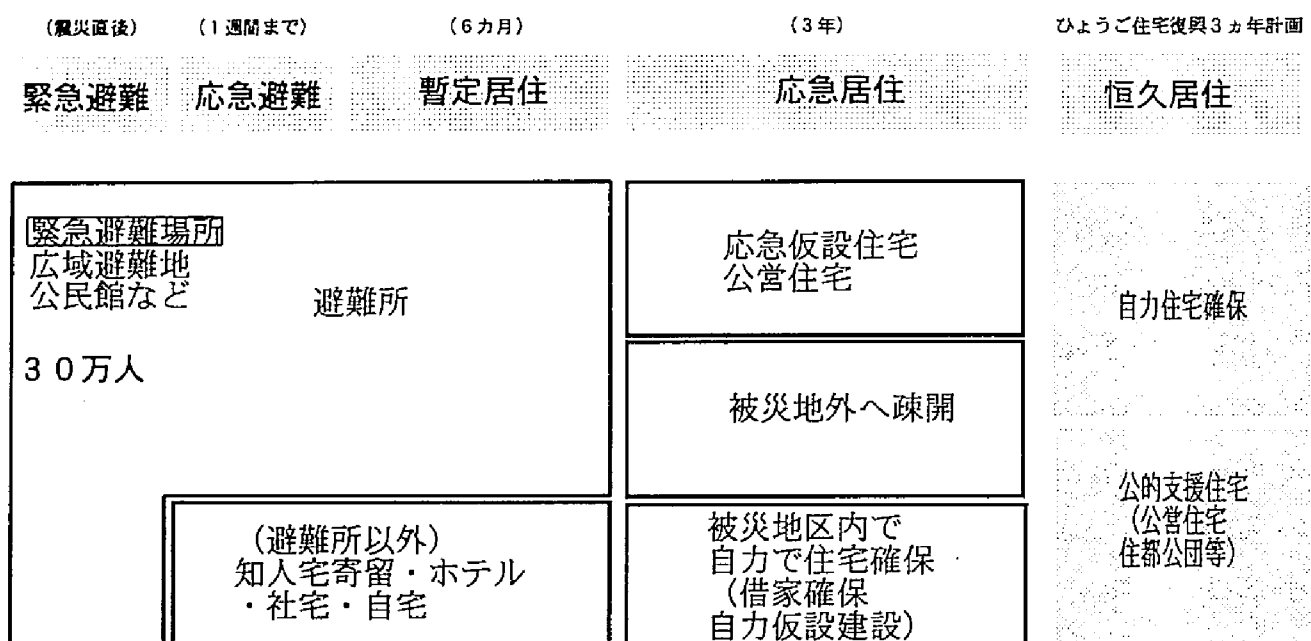 (震災直後)
(1週間まで)
(6カ月)
(3年)
ひょうご住宅復興3ヵ年計画
緊急避難
応急避難
暫定居住
応急居住
恒久居住
緊急避難場所
広域避難地
公民館など
避難所
30万人
(避難所以外)
知人宅寄留・ホテル
・社宅・自宅
応急仮設住宅
公営住宅
被災地外へ疎開
被災地区内で
自力で住宅確保
(借家確保
自力仮設建設)
自力住宅確保
公的支援住宅
(公営住宅
住都公団等)